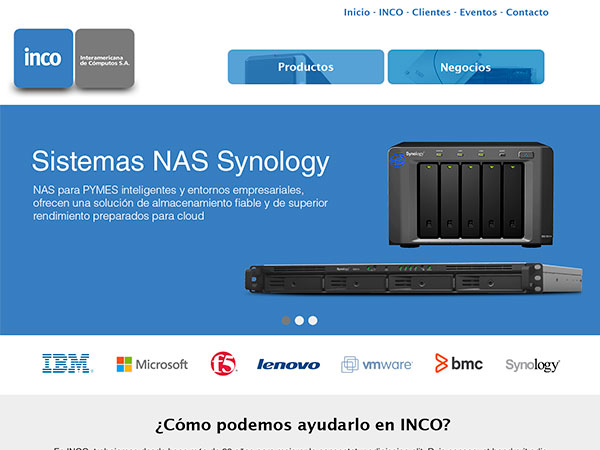 Inicio - INCO - Clientes - Eventos - Contacto
inco
Interamericana
de Cómputos S.A.
Productos
Negocios
Sistemas NAS Synology
NAS para PYMES inteligentes y entornos empresariales,
ofrecen una solución de almacenamiento fiable y de superior
rendimiento preparados para cloud
Synology
Synology
IBM
Microsoft
f5
lenovo
vmware
bmc
Synology
¿Cómo podemos ayudarlo en INCO?